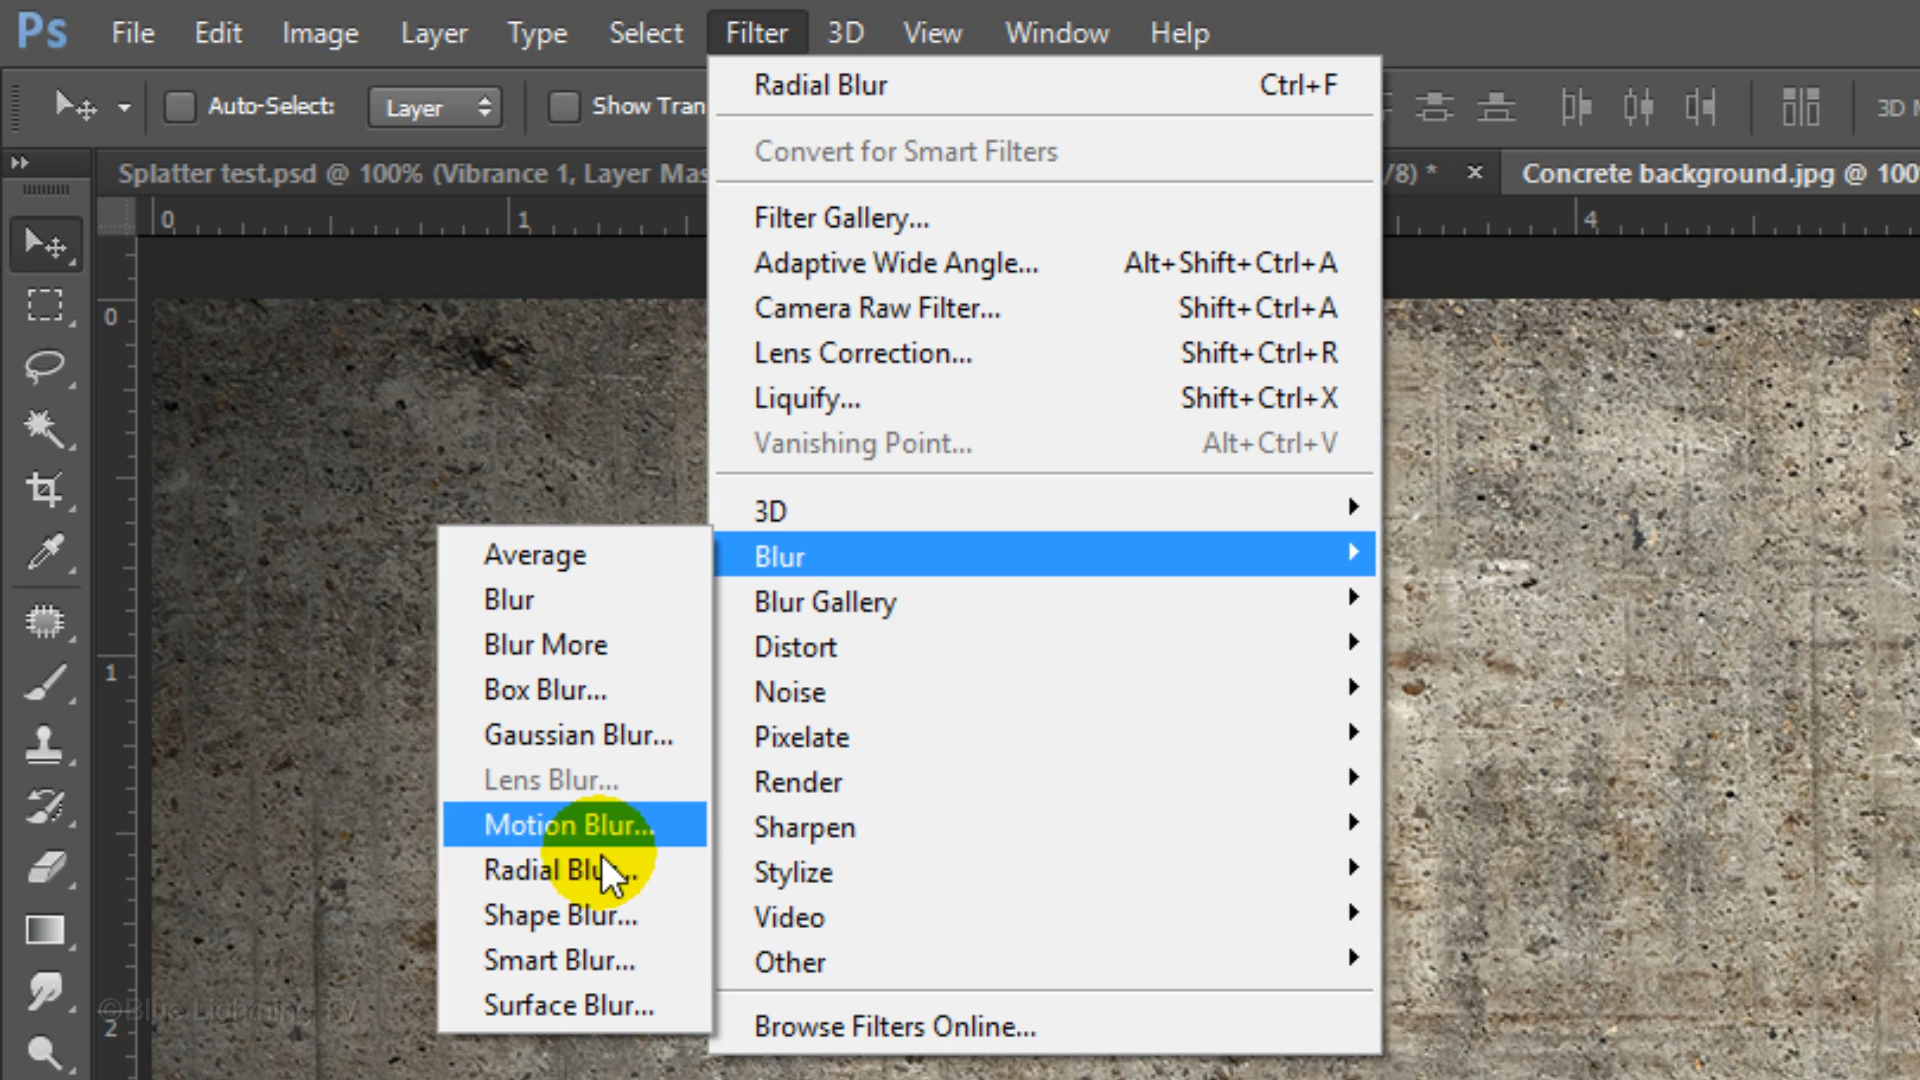 Ps File Edit Image Layer Type Select Filter 3D View Window Help
Auto-Select: Layer Show Tran 3D M
Splatter test.psd @ 100% (Vibrance 1, Layer Mas /8) * × Concrete background.jpg @ 100
0 1 4
0
1
2
Radial Blur Ctrl+F
Convert for Smart Filters
Filter Gallery...
Adaptive Wide Angle... Alt+Shift+Ctrl+A
Camera Raw Filter... Shift+Ctrl+A
Lens Correction... Shift+Ctrl+R
Liquify... Shift+Ctrl+X
Vanishing Point... Alt+Ctrl+V
3D
Blur
Blur Gallery
Distort
Noise
Pixelate
Render
Sharpen
Stylize
Video
Other
Browse Filters Online...
Average
Blur
Blur More
Box Blur...
Gaussian Blur...
Lens Blur...
Motion Blur...
Radial Blur...
Shape Blur...
Smart Blur...
Surface Blur...
©Blue Lightning TV